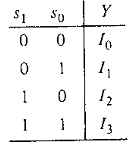 s₁ s₀ Y
0 0 I₀
0 1 I₁
1 0 I₂
1 1 I₃